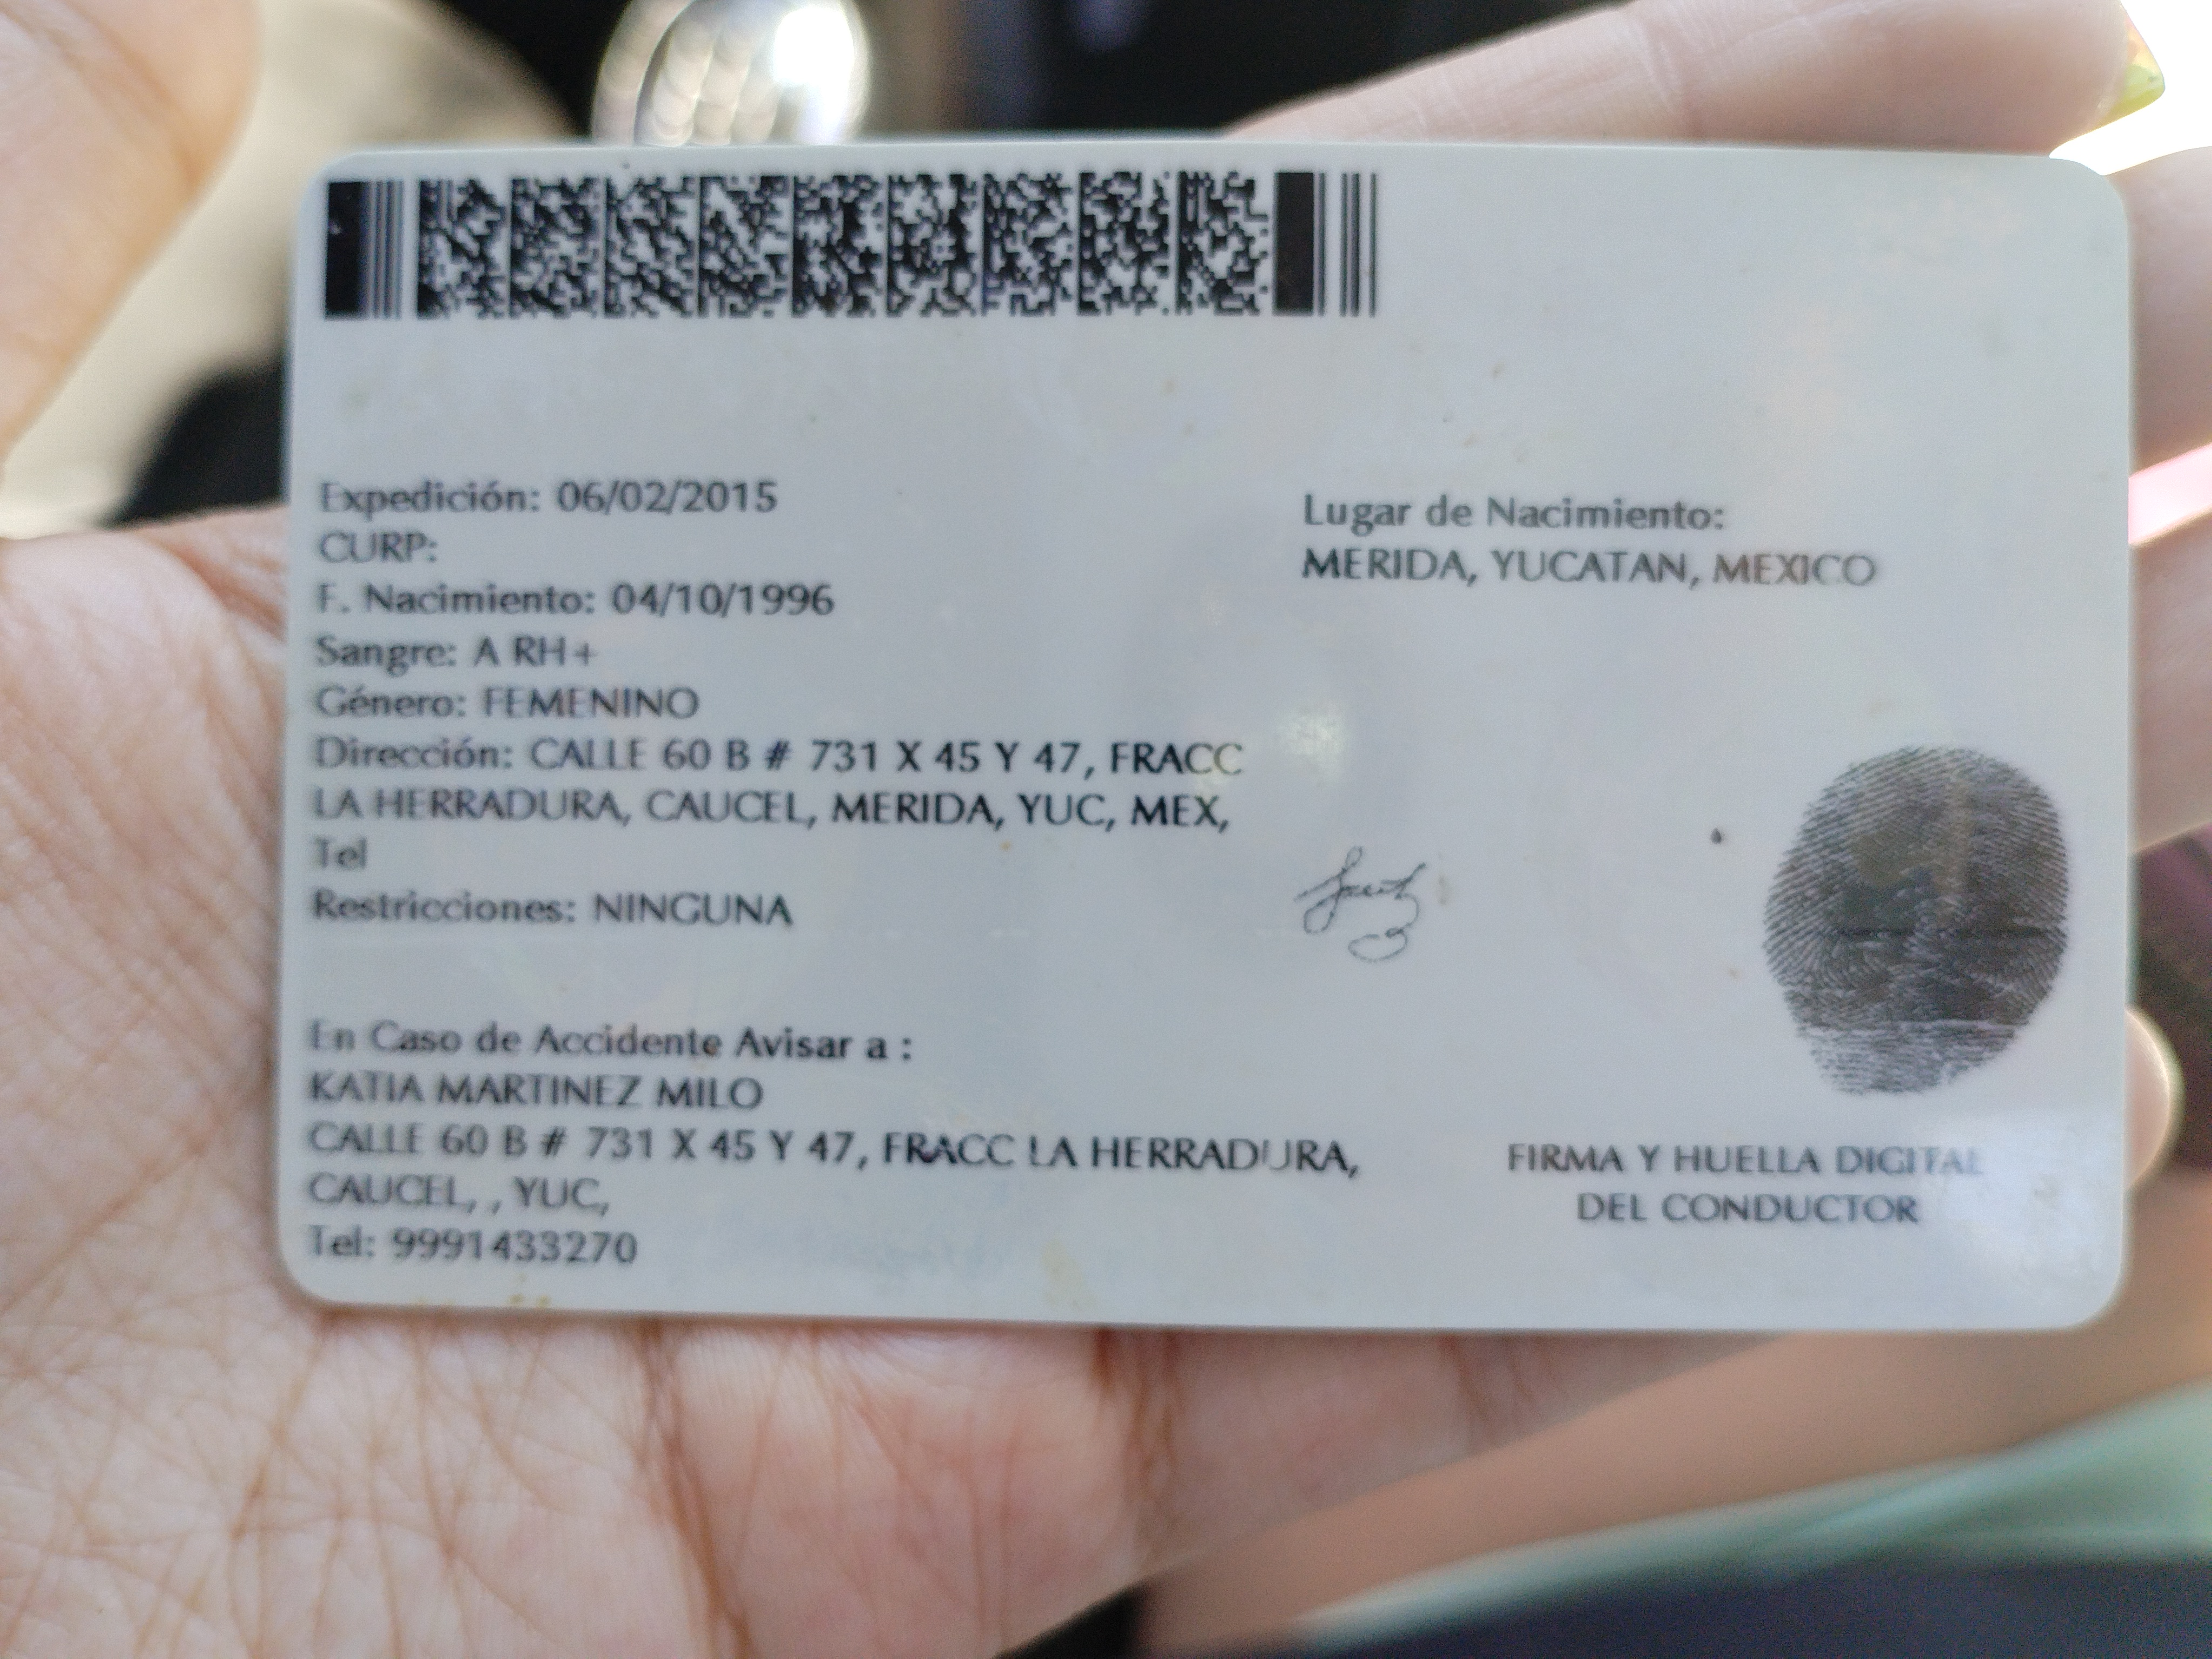 Expedición: 06/02/2015
CURP:
F. Nacimiento: 04/10/1996
Sangre: A RH+
Género: FEMENINO
Dirección: CALLE 60 B # 731 X 45 Y 47, FRACC
LA HERRADURA, CAUCEL, MERIDA, YUC, MEX,
Tel
Restricciones: NINGUNA
Lugar de Nacimiento:
MERIDA, YUCATAN, MEXICO
En Caso de Accidente Avisar a :
KATIA MARTINEZ MILO
CALLE 60 B # 731 X 45 Y 47, FRACC LA HERRADURA,
CAUCEL, , YUC,
Tel: 9991433270
FIRMA Y HUELLA DIGITAL
DEL CONDUCTOR